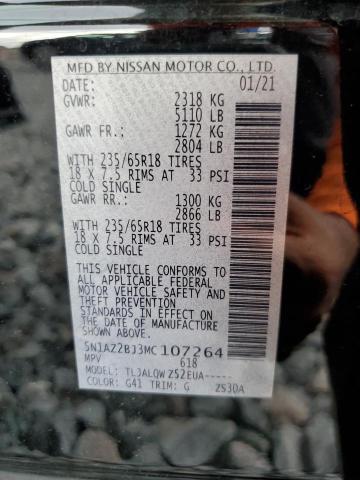 MFD BY NISSAN MOTOR CO., LTD.
DATE: 01/21
GVWR: 2318 KG
5110 LB
GAWR FR.: 1272 KG
2804 LB
WITH 235/65R18 TIRES
18 X 7.5 RIMS AT 33 PSI
COLD SINGLE
GAWR RR.: 1300 KG
2866 LB
WITH 235/65R18 TIRES
18 X 7.5 RIMS AT 33 PSI
COLD SINGLE
THIS VEHICLE CONFORMS TO
ALL APPLICABLE FEDERAL
MOTOR VEHICLE SAFETY AND
THEFT PREVENTION
STANDARDS IN EFFECT ON
THE DATE OF MANUFACTURE
SHOWN ABOVE.
5N1AZ2BJ3MC107264
MPV 618
MODEL: TLJALQWZS2EUA-----
COLOR: G41 TRIM: G ZS30A